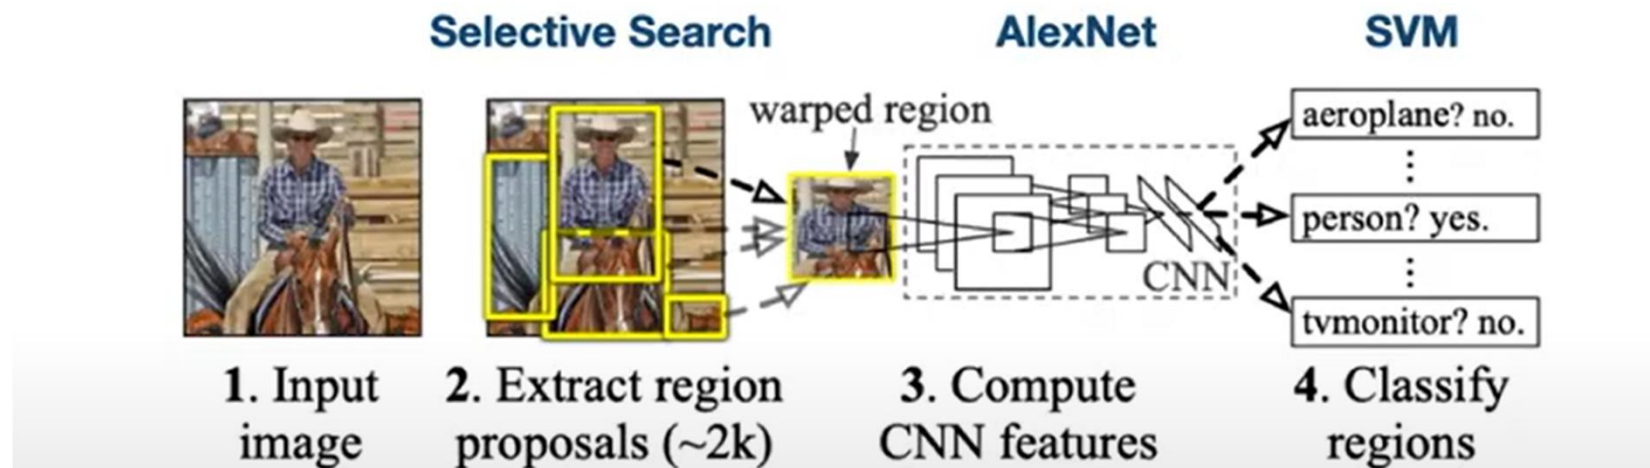 Selective Search
AlexNet
SVM
warped region
aeroplane? no.
⋮
person? yes.
CNN
⋮
tvmonitor? no.
1. Input
image
2. Extract region
proposals (~2k)
3. Compute
CNN features
4. Classify
regions